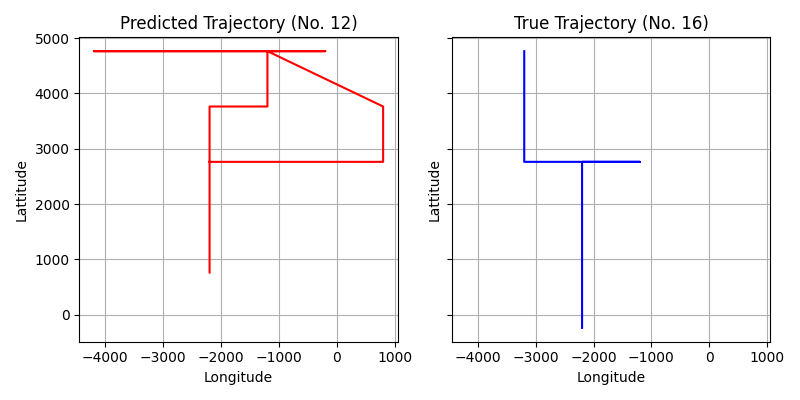 Predicted Trajectory (No. 12)
True Trajectory (No. 16)
5000
4000
3000
2000
1000
0
Lattitude
Lattitude
−4000 −3000 −2000 −1000 0 1000
−4000 −3000 −2000 −1000 0 1000
Longitude
Longitude